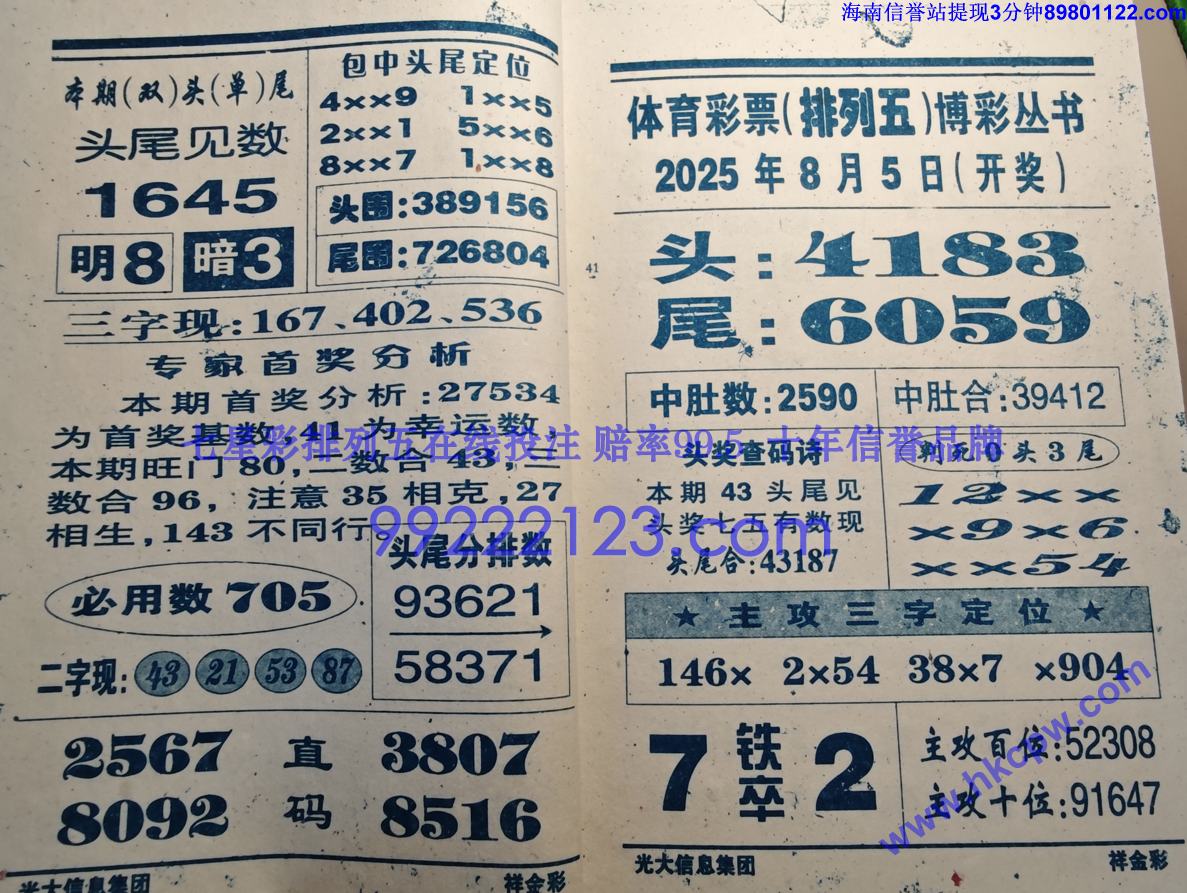 海南信誉站提现3分钟89801122.com
本期(双)头(单)尾
头尾见数
1645
明8 暗3
包中头尾定位
4××9 1××5
2××1 5××6
8××7 1××8
头围:389156
尾围:726804
三字现:167、402、536
专家首奖分析
本期首奖分析:27534
为首奖基数,41为幸运数,
本期旺门80,二数合43,三
数合96,注意35相克,27
相生,143不同行。
必用数705
二字现:43 21 53 87
头尾分排数
93621
58371
2567 直 3807
8092 码 8516
光大信息集团 祥金彩
41
体育彩票(排列五)博彩丛书
2025年8月5日(开奖)
头:4183
尾:6059
中肚数:2590
中肚合:39412
头奖查码诗
本期43头尾见
头奖七五有数现
头尾合:43187
判死0头3尾
12××
×9×6
××54
★主攻三字定位★
146× 2×54 38×7 ×904
7 铁卒 2
主攻百位:52308
主攻十位:91647
光大信息集团 祥金彩
七星彩排列五在线投注 赔率99.5 十年信誉品牌
99222123.com
www.hkcpw.com